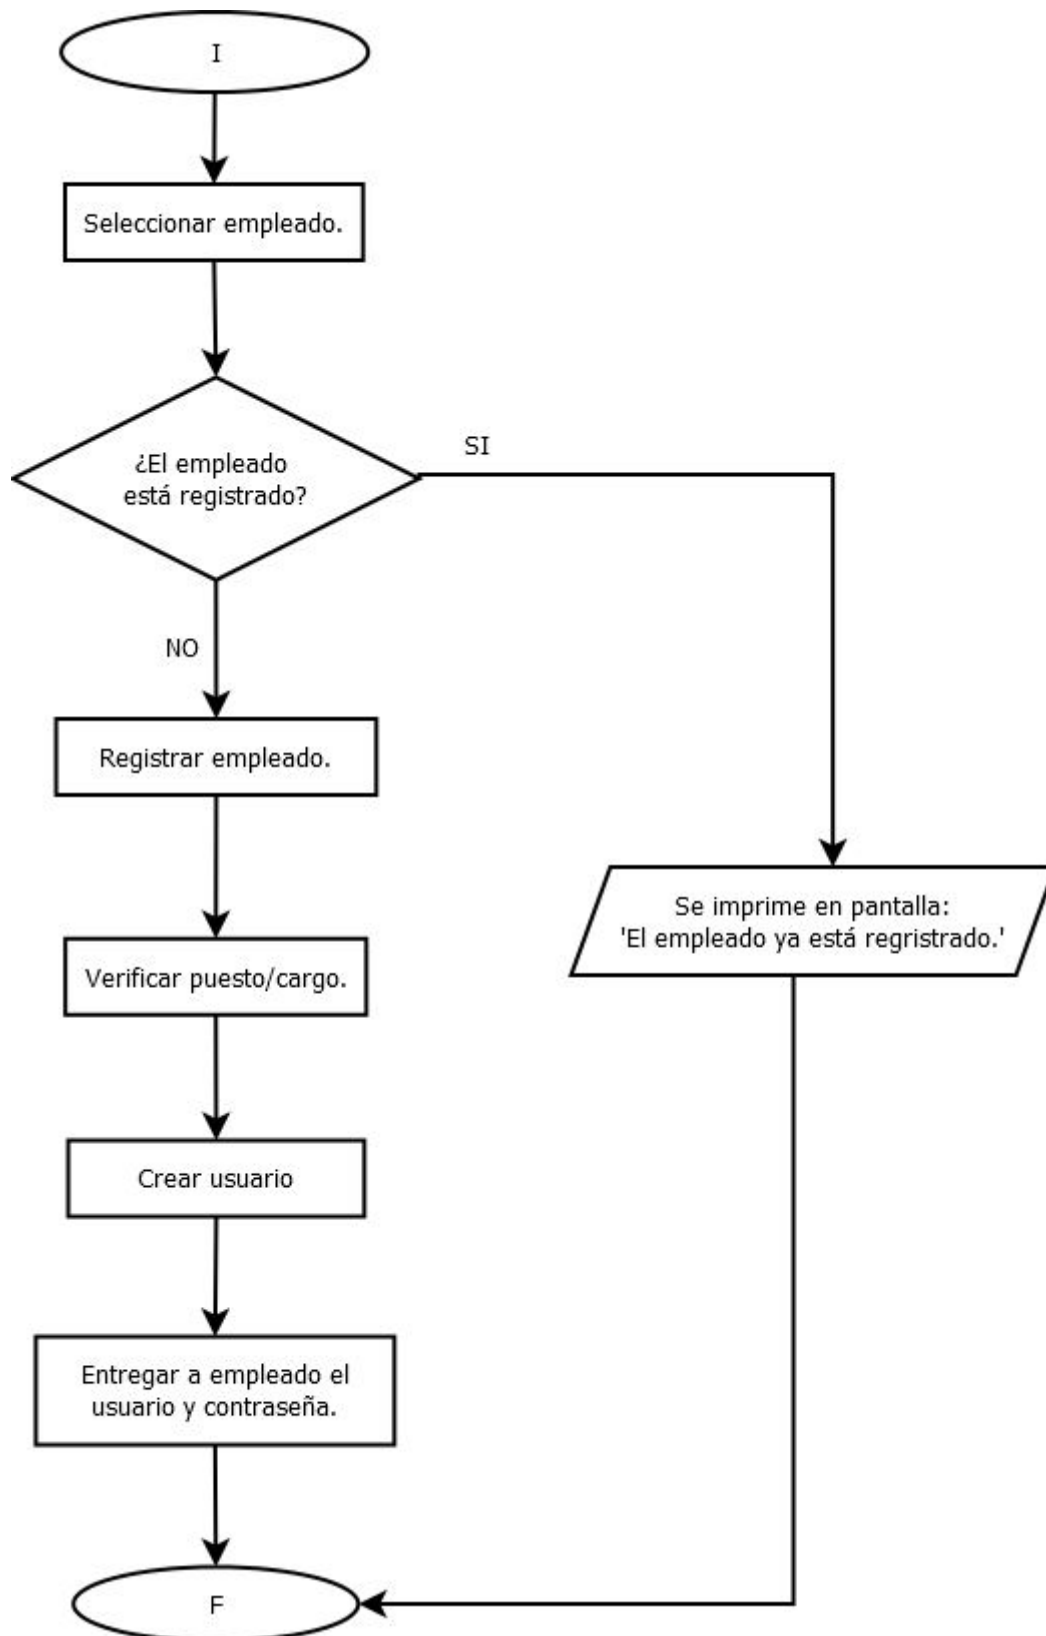 I
Seleccionar empleado.
¿El empleado
está registrado?
SI
NO
Registrar empleado.
Se imprime en pantalla:
'El empleado ya está regristrado.'
Verificar puesto/cargo.
Crear usuario
Entregar a empleado el
usuario y contraseña.
F